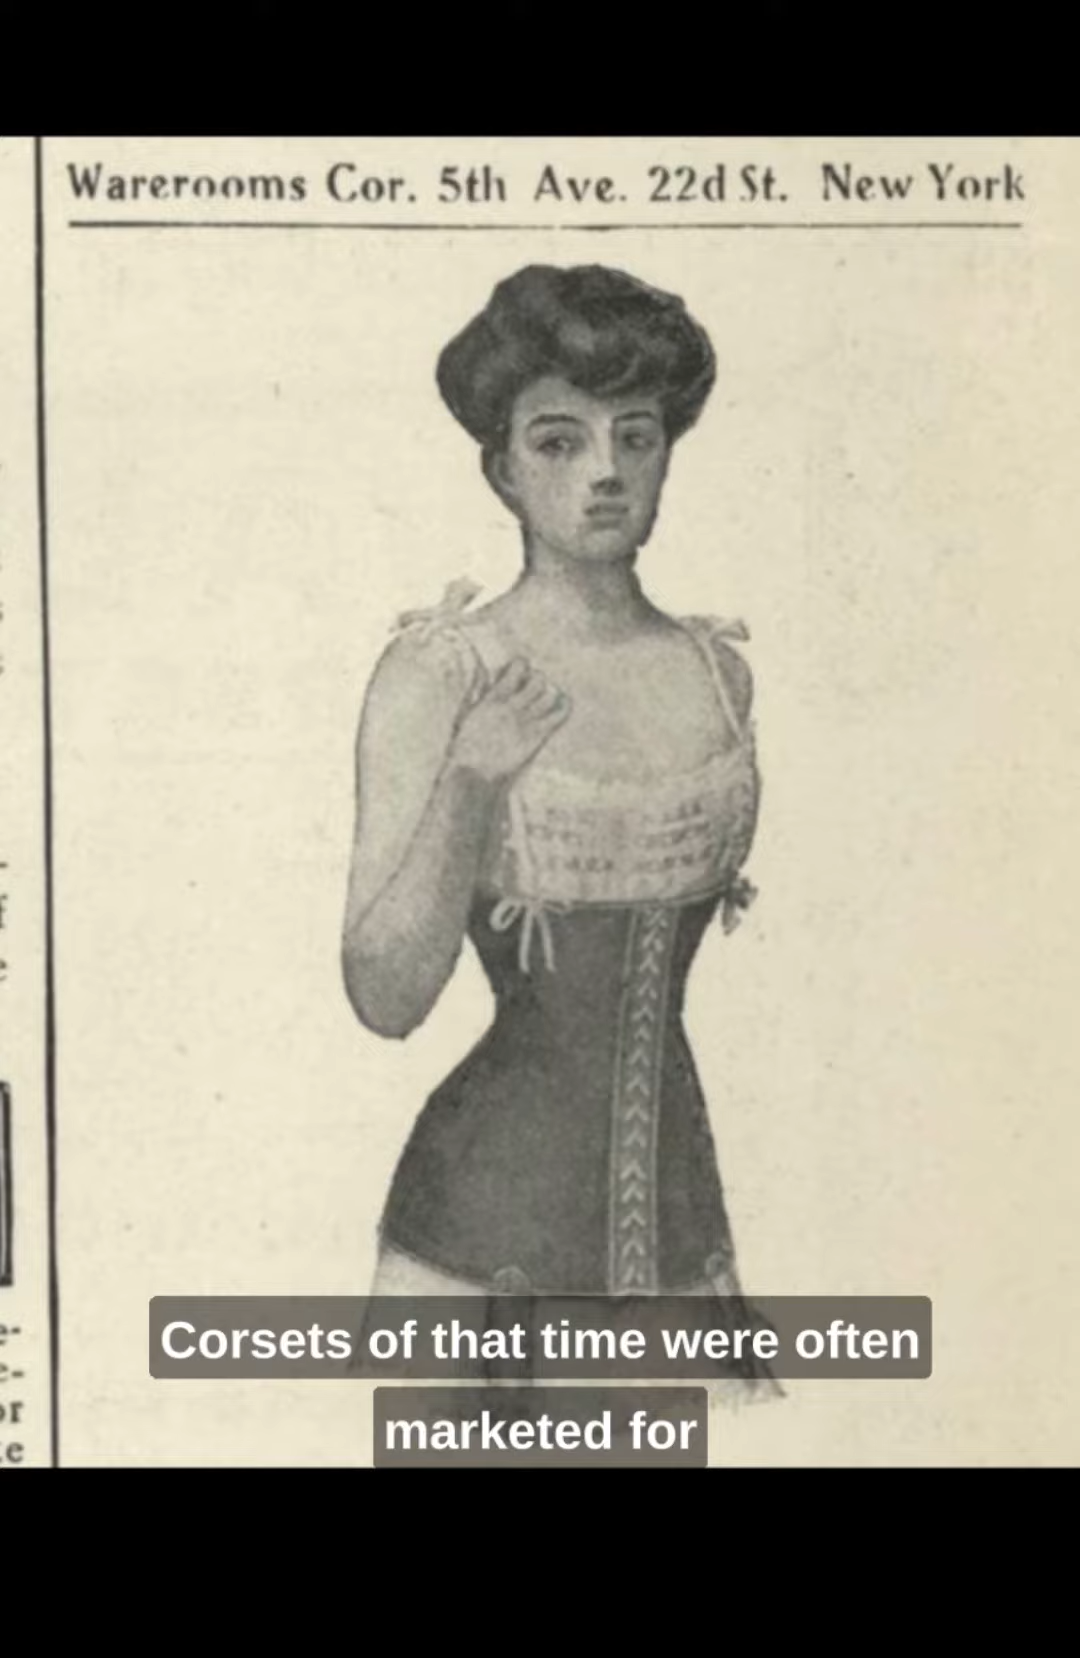 Warerooms Cor. 5th Ave. 22d St. New York
Corsets of that time were often
marketed for